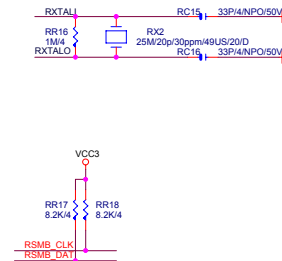 RXTALI
RC15 33P/4/NPO/50V
RR16
1M/4
RX2
25M/20p/30ppm/49US/20/D
RXTALO
RC16 33P/4/NPO/50V
VCC3
RR17
8.2K/4
RR18
8.2K/4
RSMB_CLK
RSMB_DAT